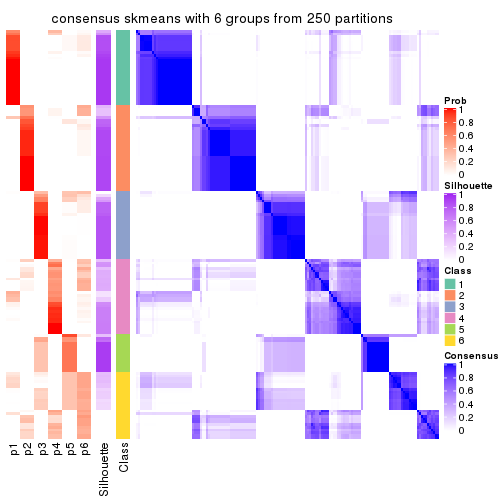 consensus skmeans with 6 groups from 250 partitions
Prob
1
0.8
0.6
0.4
0.2
0
Silhouette
1
0.8
0.6
0.4
0.2
0
Class
1
2
3
4
5
6
Consensus
1
0.8
0.6
0.4
0.2
0
p1
p2
p3
p4
p5
p6
Silhouette
Class